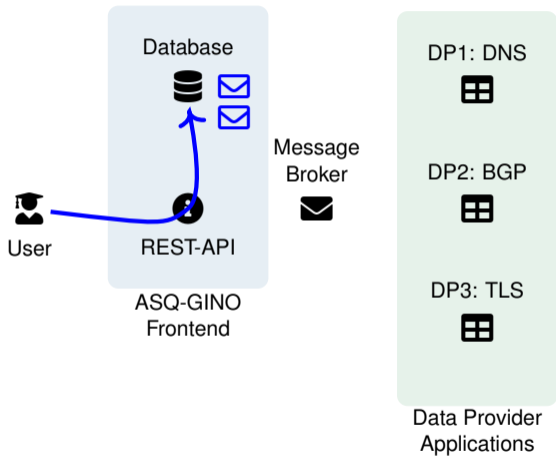 Database
DP1: DNS
Message
Broker
DP2: BGP
User
REST-API
DP3: TLS
ASQ-GINO
Frontend
Data Provider
Applications